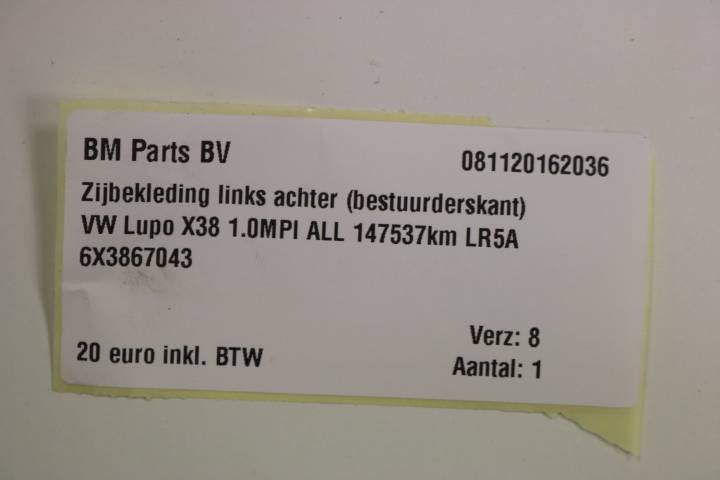 BM Parts BV 081120162036
Zijbekleding links achter (bestuurderskant)
VW Lupo X38 1.0MPI ALL 147537km LR5A
6X3867043
Verz: 8
20 euro inkl. BTW Aantal: 1